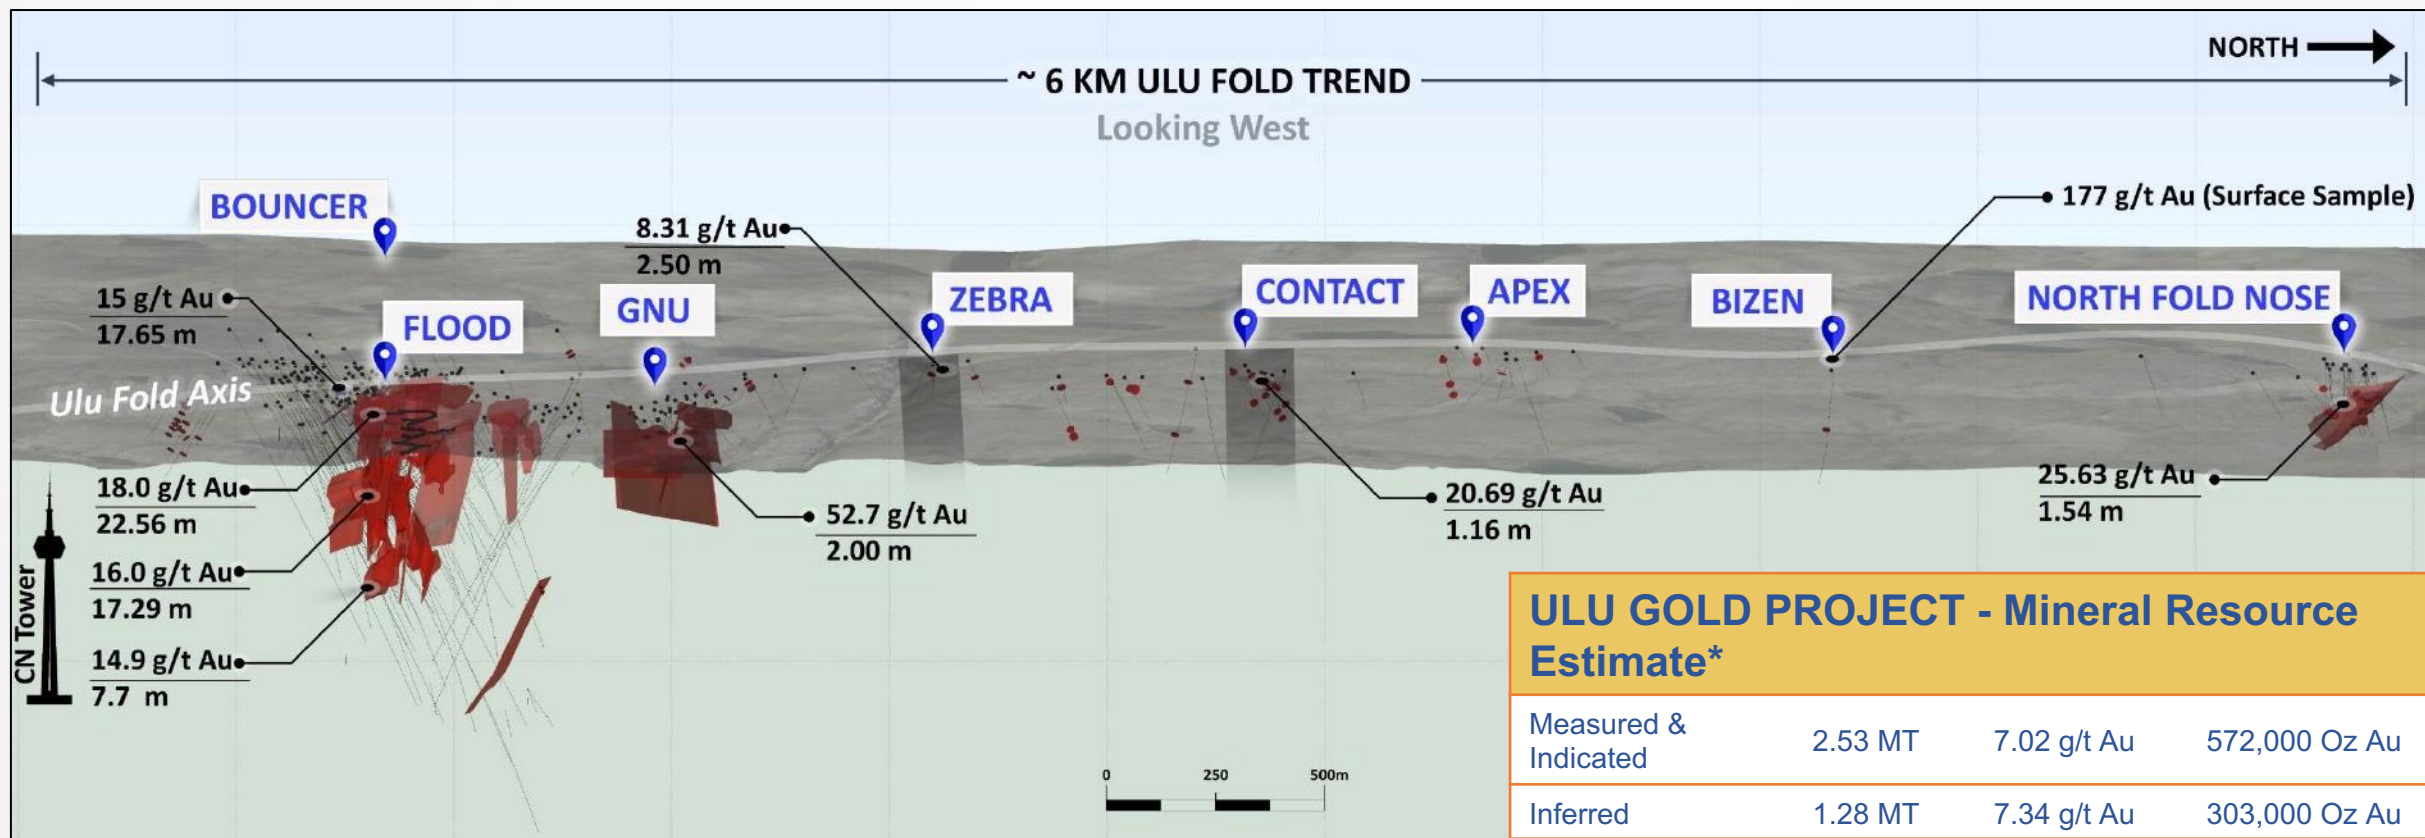 NORTH
~ 6 KM ULU FOLD TREND
Looking West
BOUNCER
177 g/t Au (Surface Sample)
8.31 g/t Au
2.50 m
15 g/t Au
17.65 m
FLOOD
GNU
ZEBRA
CONTACT
APEX
BIZEN
NORTH FOLD NOSE
Ulu Fold Axis
18.0 g/t Au
22.56 m
52.7 g/t Au
2.00 m
20.69 g/t Au
1.16 m
25.63 g/t Au
1.54 m
CN Tower
16.0 g/t Au
17.29 m
14.9 g/t Au
7.7 m
0 250 500m
ULU GOLD PROJECT - Mineral Resource
Estimate*
Measured &
Indicated 2.53 MT 7.02 g/t Au 572,000 Oz Au
Inferred 1.28 MT 7.34 g/t Au 303,000 Oz Au